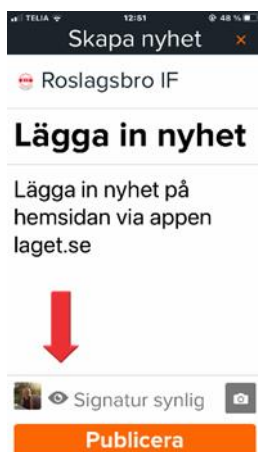 TELIA 12:51 48 %
Skapa nyhet ×
Roslagsbro IF
Lägga in nyhet
Lägga in nyhet på
hemsidan via appen
laget.se
Signatur synlig
Publicera